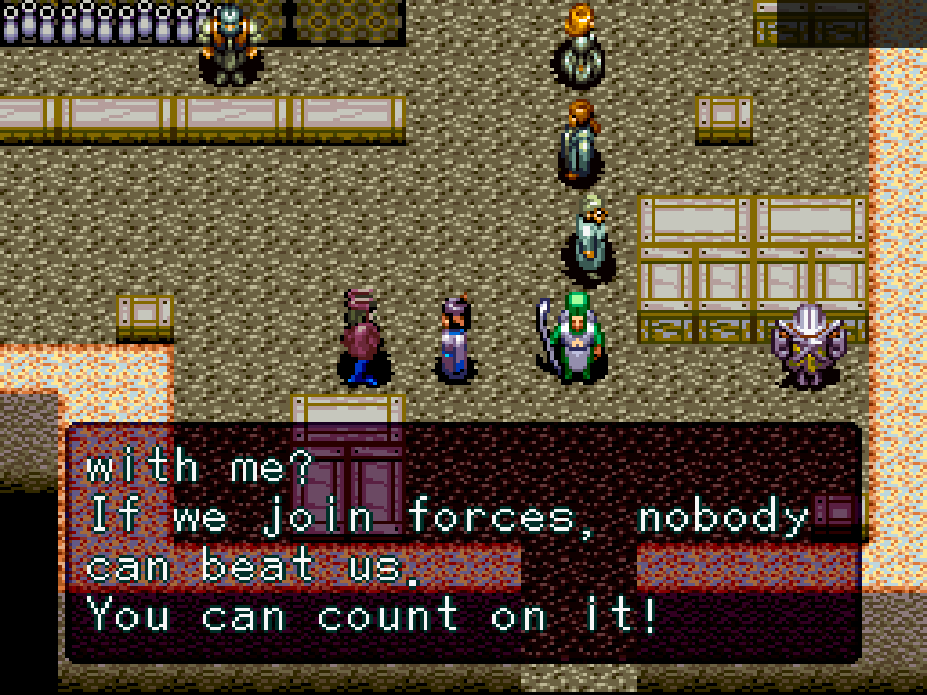 with me?
If we join forces, nobody
can beat us.
You can count on it!